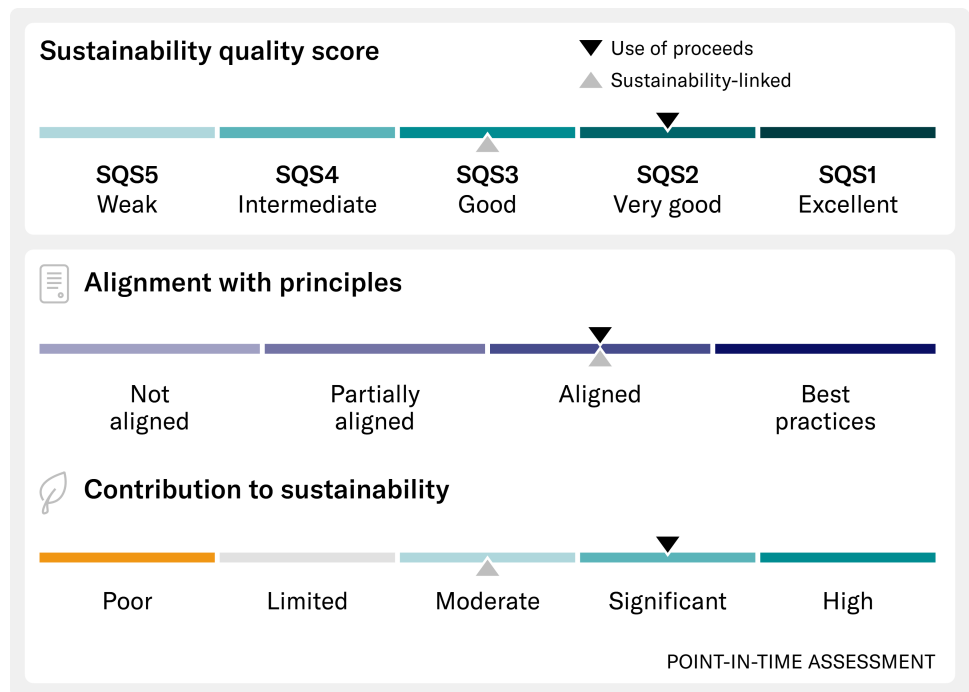 Sustainability quality score
Use of proceeds
Sustainability-linked
SQS5 SQS4 SQS3 SQS2 SQS1
Weak Intermediate Good Very good Excellent
Alignment with principles
Not aligned
Partially aligned
Aligned
Best practices
Contribution to sustainability
Poor Limited Moderate Significant High
POINT-IN-TIME ASSESSMENT